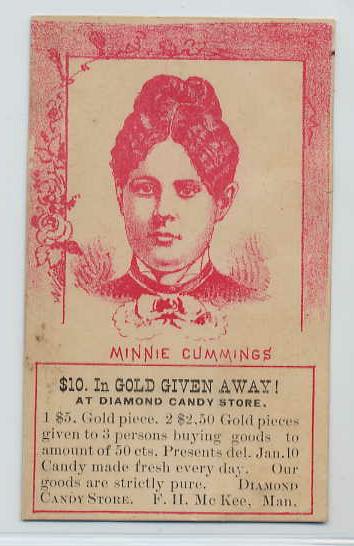 MINNIE CUMMINGS
$10. In GOLD GIVEN AWAY!
AT DIAMOND CANDY STORE.
1 $5. Gold piece. 2 $2.50 Gold pieces
given to 3 persons buying goods to
amount of 50 cts. Presents del. Jan. 10
Candy made fresh every day. Our
goods are strictly pure. DIAMOND
CANDY STORE. F. H. Mc Kee, Man.